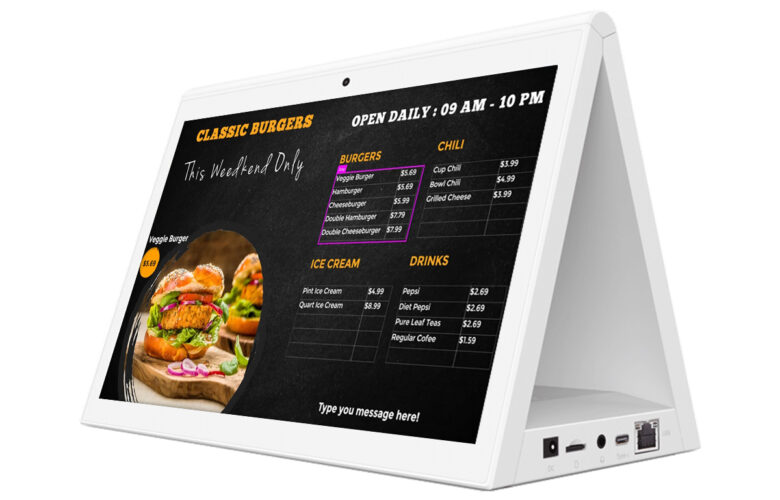 CLASSIC BURGERS
OPEN DAILY : 09 AM - 10 PM
This Weedkend Only
BURGERS
Veggie Burger $5.69
Hamburger $5.69
Cheeseburger $5.99
Double Hamburger $7.79
Double Cheeseburger $7.99
CHILI
Cup Chill $3.99
Bowl Chill $4.99
Grilled Cheese $3.99
Veggie Burger
$5.69
ICE CREAM
Pint Ice Cream $4.99
Quart Ice Cream $8.99
DRINKS
Pepsi $2.69
Diet Pepsi $2.69
Pure Leaf Teas $2.69
Regular Cofee $1.59
Type you message here!
DC